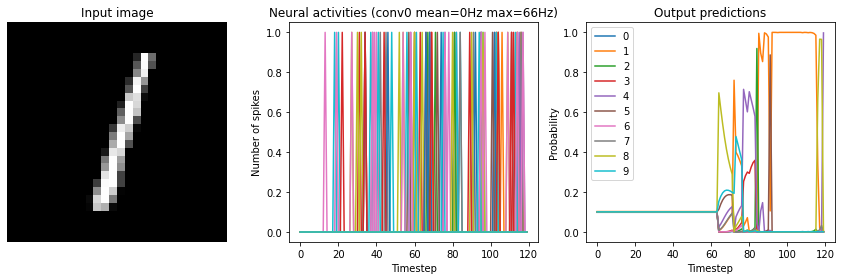 Input image
Neural activities (conv0 mean=0Hz max=66Hz)
Output predictions
Number of spikes
1.0
0.8
0.6
0.4
0.2
0.0
0 20 40 60 80 100 120
Timestep
Probability
1.0
0.8
0.6
0.4
0.2
0.0
0
1
2
3
4
5
6
7
8
9
0 20 40 60 80 100 120
Timestep